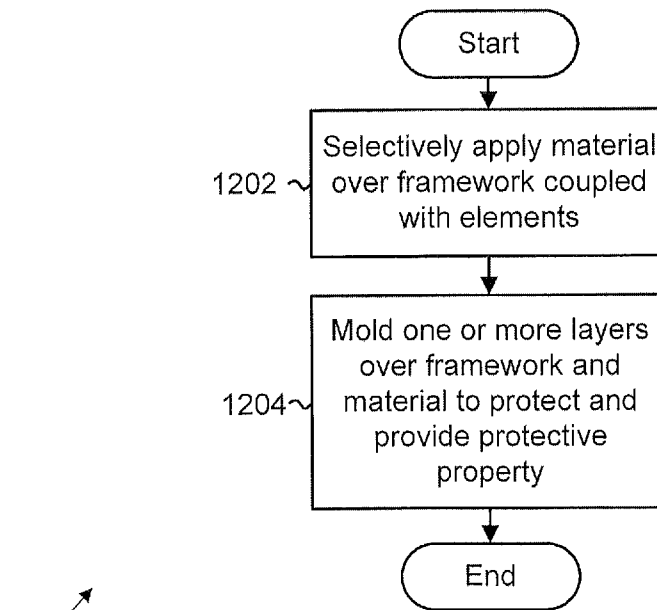 Start
Selectively apply material
1202 over framework coupled
with elements
Mold one or more layers
over framework and
1204 material to protect and
provide protective
property
End